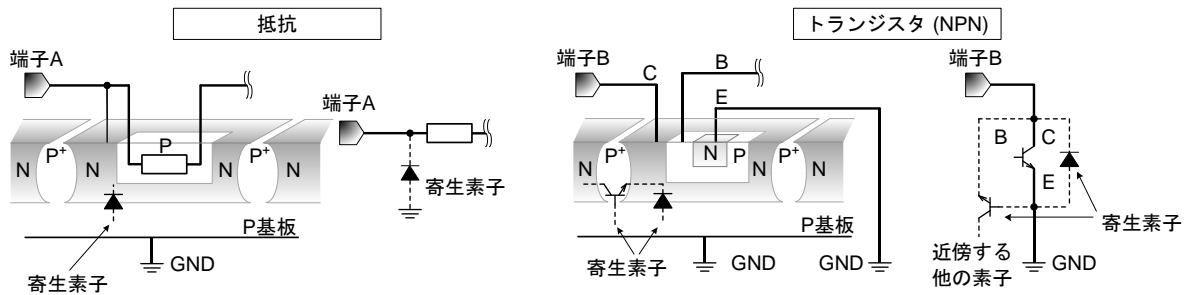 抵抗
トランジスタ (NPN)
端子A
端子A
P
N
P+
N
N
P+
N
寄生素子
P基板
GND
寄生素子
端子B
C
B
E
N
P+
N
N
P
P+
N
P基板
寄生素子
GND
GND
端子B
B
C
E
寄生素子
近傍する
他の素子
GND